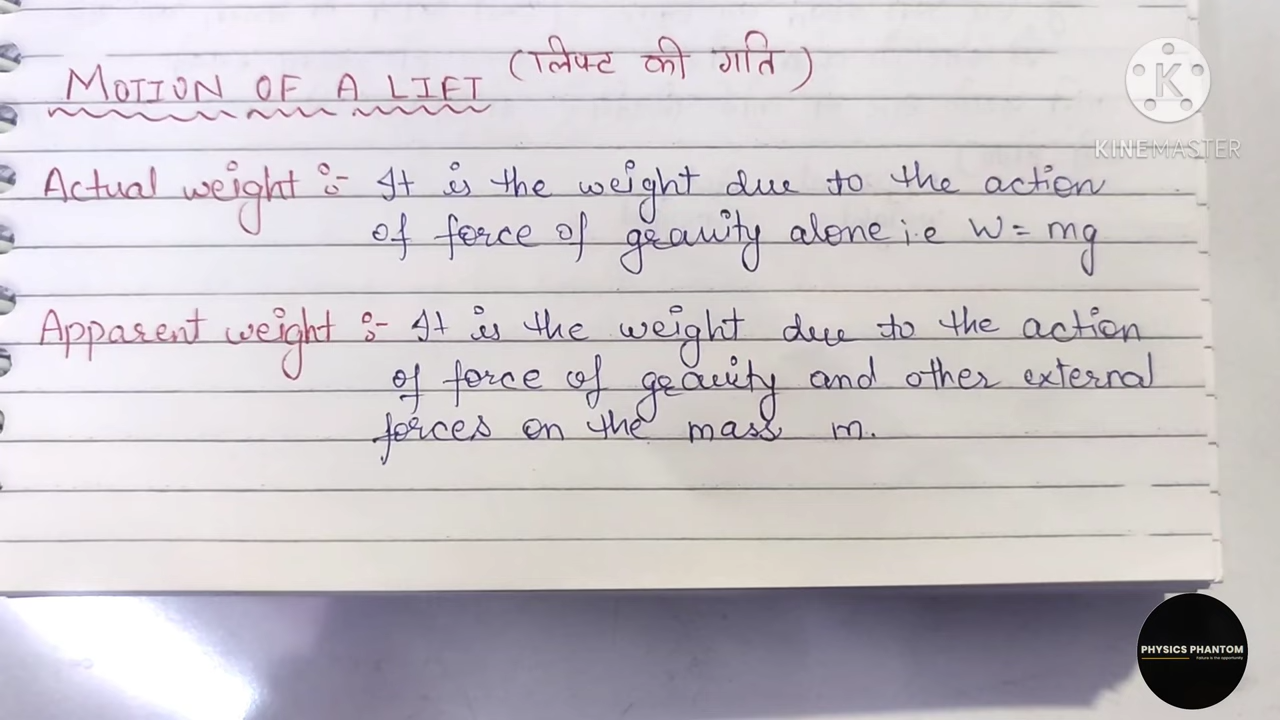 MOTION OF A LIFT (लिफ्ट की गति)
K
KINEMASTER
Actual weight :- It is the weight due to the action
of force of gravity alone i.e W = mg
Apparent weight :- It is the weight due to the action
of force of gravity and other external
forces on the mass m.
PHYSICS PHANTOM